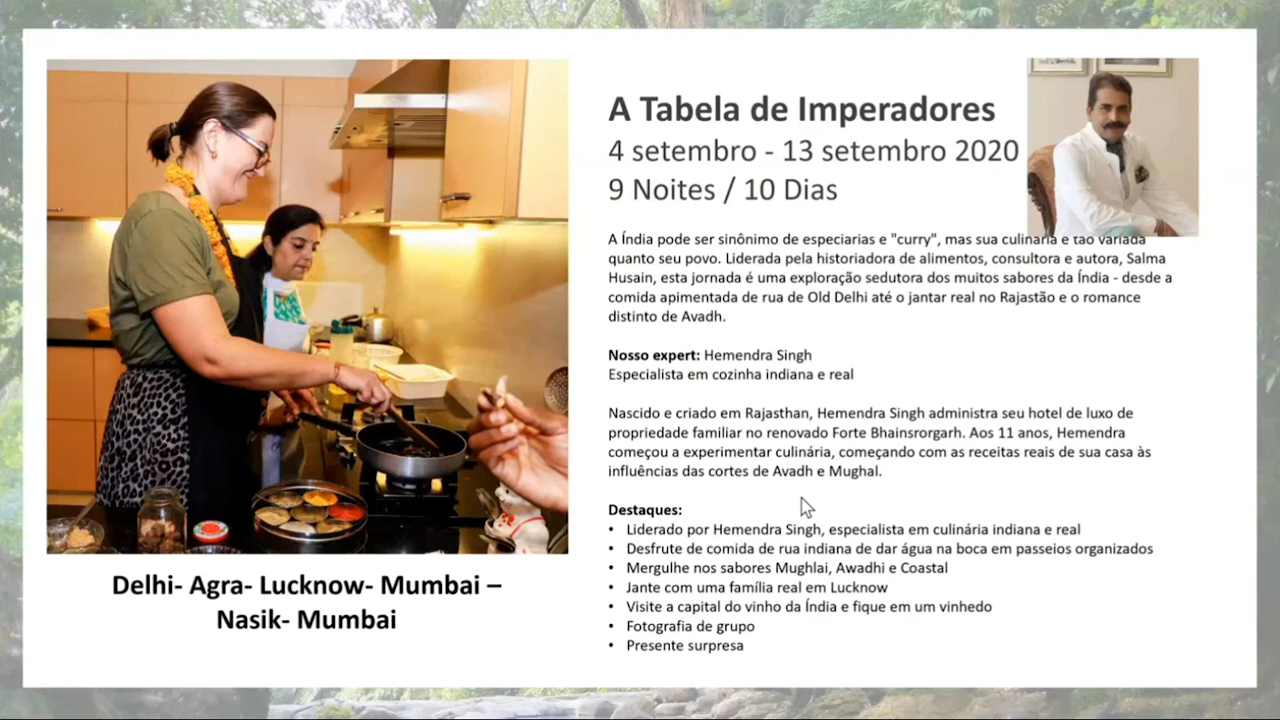 A Tabela de Imperadores
4 setembro - 13 setembro 2020
9 Noites / 10 Dias
A Índia pode ser sinônimo de especiarias e "curry", mas sua culinária é tão variada
quanto seu povo. Liderada pela historiadora de alimentos, consultora e autora, Salma
Husain, esta jornada é uma exploração sedutora dos muitos sabores da Índia - desde a
comida apimentada de rua de Old Delhi até o jantar real no Rajastão e o romance
distinto de Avadh.
Nosso expert: Hemendra Singh
Especialista em cozinha indiana e real
Nascido e criado em Rajasthan, Hemendra Singh administra seu hotel de luxo de
propriedade familiar no renovado Forte Bhainsrorgarh. Aos 11 anos, Hemendra
começou a experimentar culinária, começando com as receitas reais de sua casa às
influências das cortes de Avadh e Mughal.
Destaques:
• Liderado por Hemendra Singh, especialista em culinária indiana e real
• Desfrute de comida de rua indiana de dar água na boca em passeios organizados
• Mergulhe nos sabores Mughlai, Awadhi e Coastal
• Jante com uma família real em Lucknow
• Visite a capital do vinho da Índia e fique em um vinhedo
• Fotografia de grupo
• Presente surpresa
Delhi- Agra- Lucknow- Mumbai –
Nasik- Mumbai